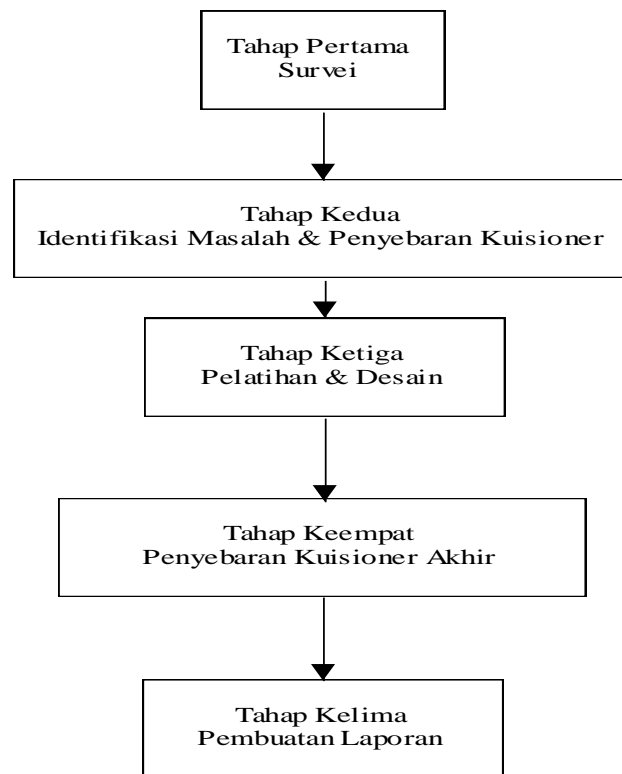 Tahap Pertama
Survei
Tahap Kedua
Identifikasi Masalah & Penyebaran Kuisioner
Tahap Ketiga
Pelatihan & Desain
Tahap Keempat
Penyebaran Kuisioner Akhir
Tahap Kelima
Pembuatan Laporan